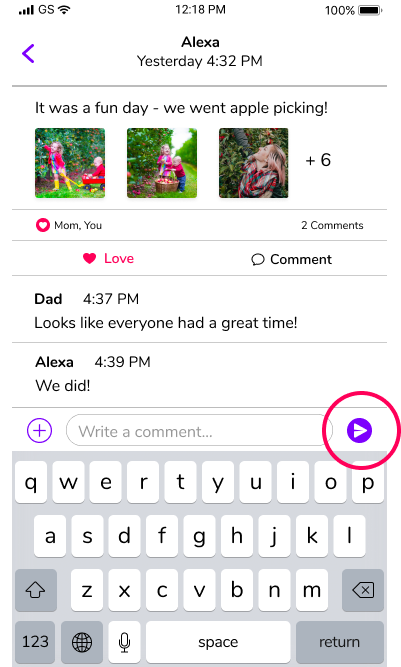 GS 12:18 PM 100%
Alexa
Yesterday 4:32 PM
It was a fun day - we went apple picking!
+ 6
Mom, You 2 Comments
Love Comment
Dad 4:37 PM
Looks like everyone had a great time!
Alexa 4:39 PM
We did!
Write a comment...
q w e r t y u i o p
a s d f g h j k l
z x c v b n m
123 space return